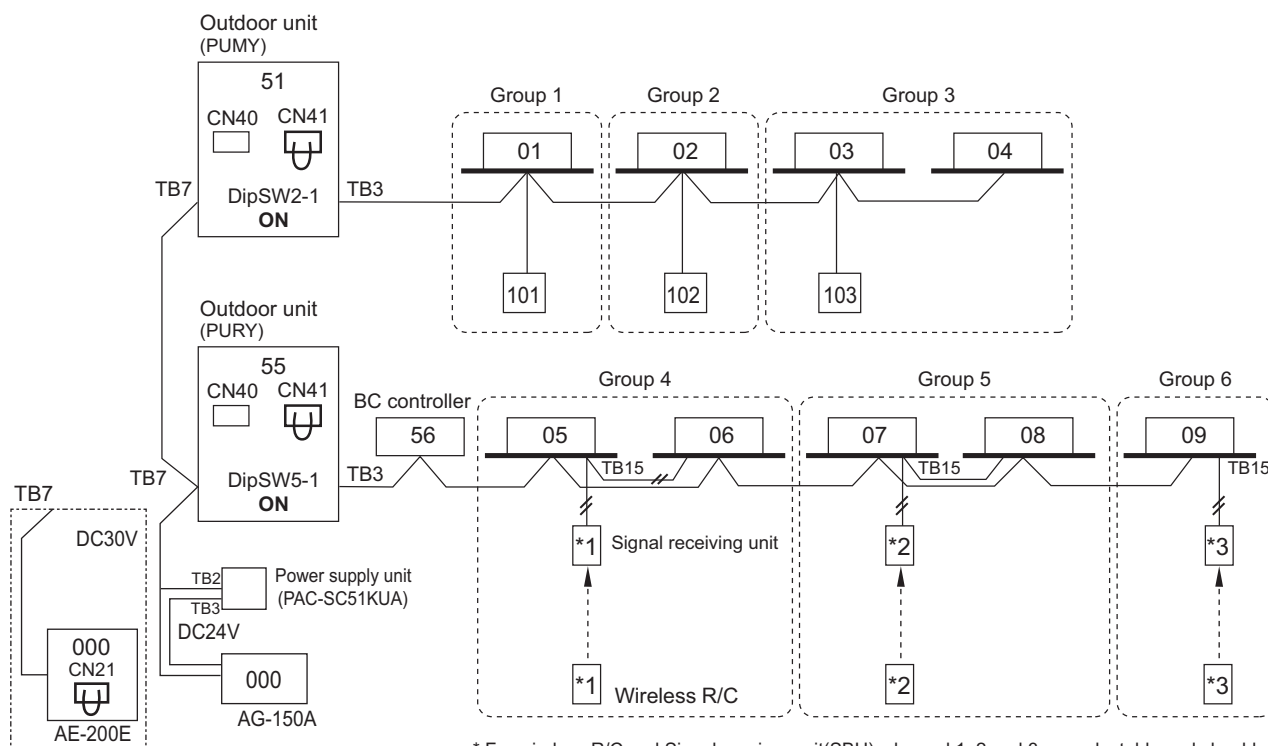 Outdoor unit
(PUMY)
51
CN40
CN41
DipSW2-1
ON
TB7
TB3
Group 1
Group 2
Group 3
01
02
03
04
101
102
103
Outdoor unit
(PURY)
55
CN40
CN41
DipSW5-1
ON
TB7
TB3
BC controller
56
Group 4
Group 5
Group 6
05
06
07
08
09
TB15
TB15
TB15
*1
Signal receiving unit
*2
*3
*1
Wireless R/C
*2
*3
TB7
DC30V
000
CN21
AE-200E
TB2
TB3
Power supply unit
(PAC-SC51KUA)
DC24V
000
AG-150A